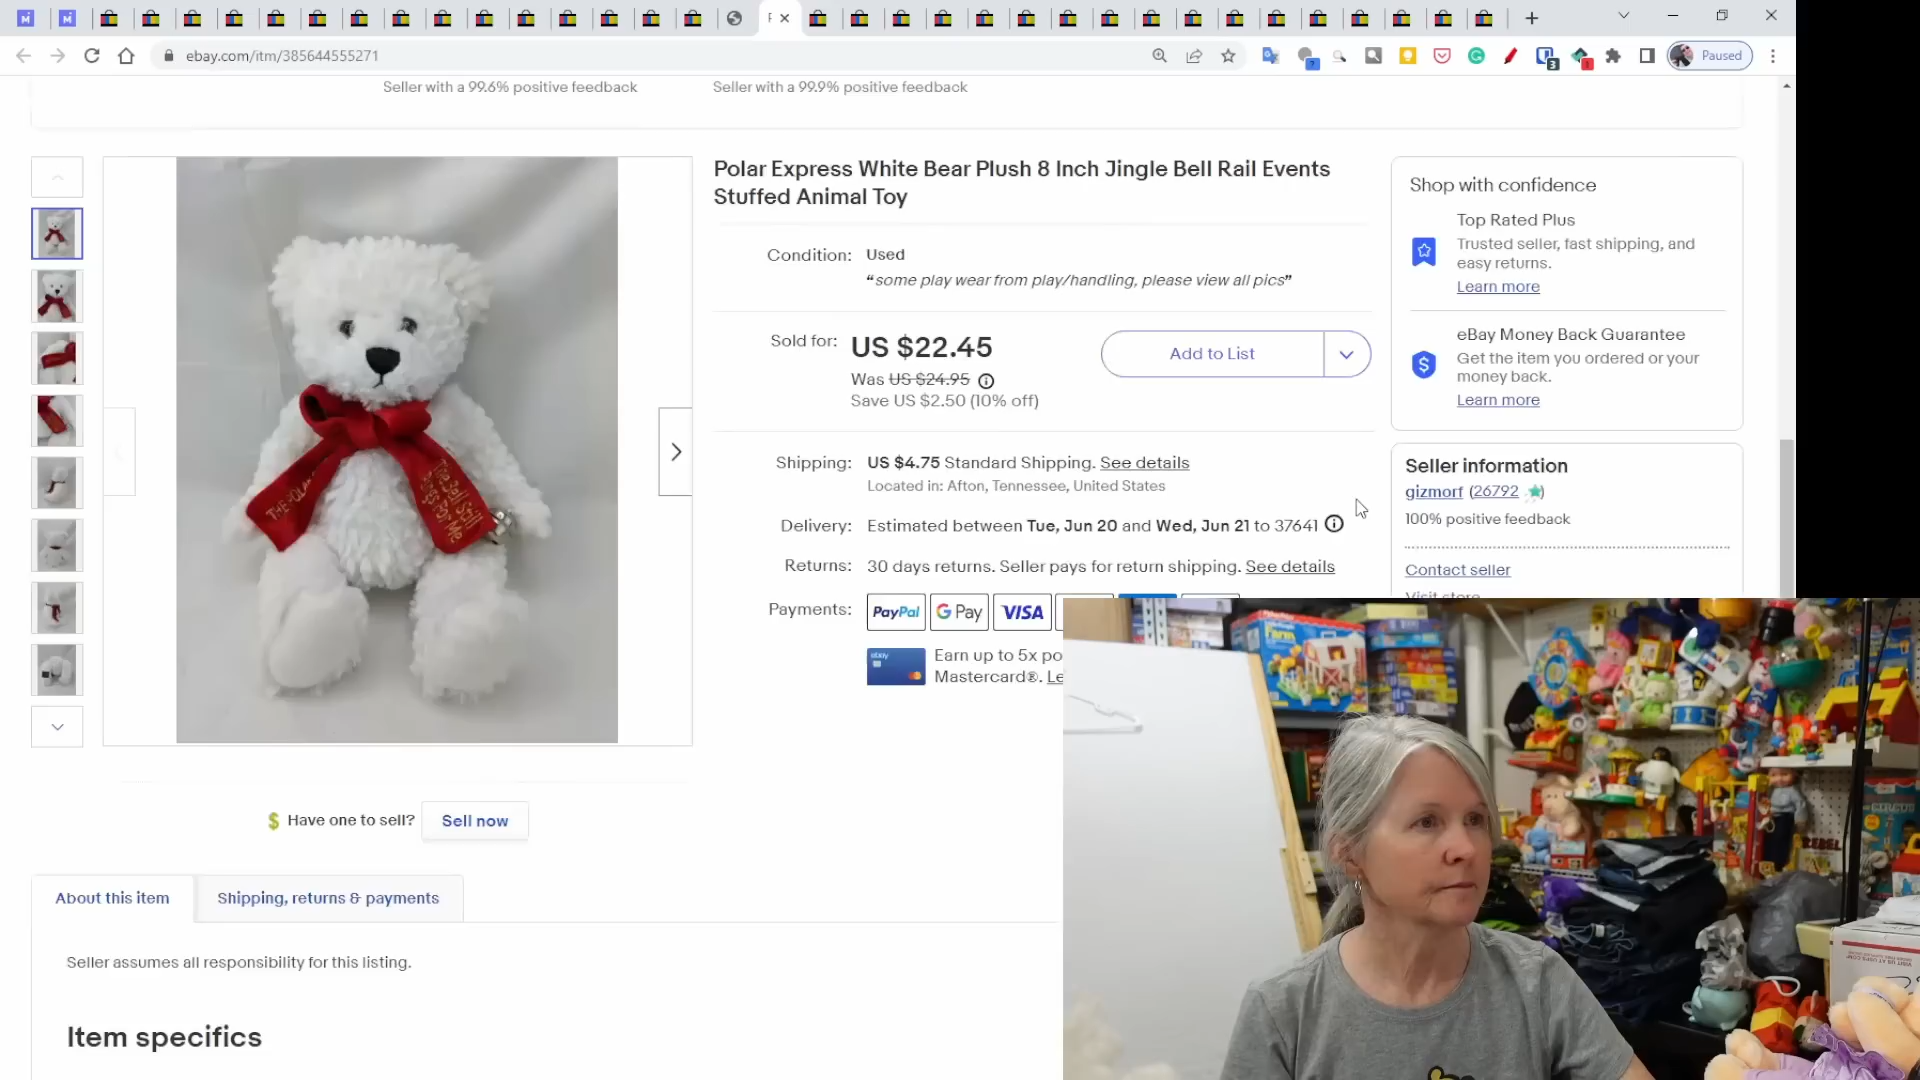 ebay.com/itm/385644555271
Paused
Seller with a 99.6% positive feedback
Seller with a 99.9% positive feedback
Polar Express White Bear Plush 8 Inch Jingle Bell Rail Events
Stuffed Animal Toy
Condition: Used
“some play wear from play/handling, please view all pics”
Sold for: US $22.45
Was US $24.95
Save US $2.50 (10% off)
Add to List
Shipping: US $4.75 Standard Shipping. See details
Located in: Afton, Tennessee, United States
Delivery: Estimated between Tue, Jun 20 and Wed, Jun 21 to 37641
Returns: 30 days returns. Seller pays for return shipping. See details
Payments: PayPal G Pay VISA
ebay
Earn up to 5x po
Mastercard®. Le
Shop with confidence
Top Rated Plus
Trusted seller, fast shipping, and
easy returns.
Learn more
eBay Money Back Guarantee
Get the item you ordered or your
money back.
Learn more
Seller information
gizmorf (26792)
100% positive feedback
Contact seller
Visit store
Have one to sell? Sell now
About this item
Shipping, returns & payments
Seller assumes all responsibility for this listing.
Item specifics